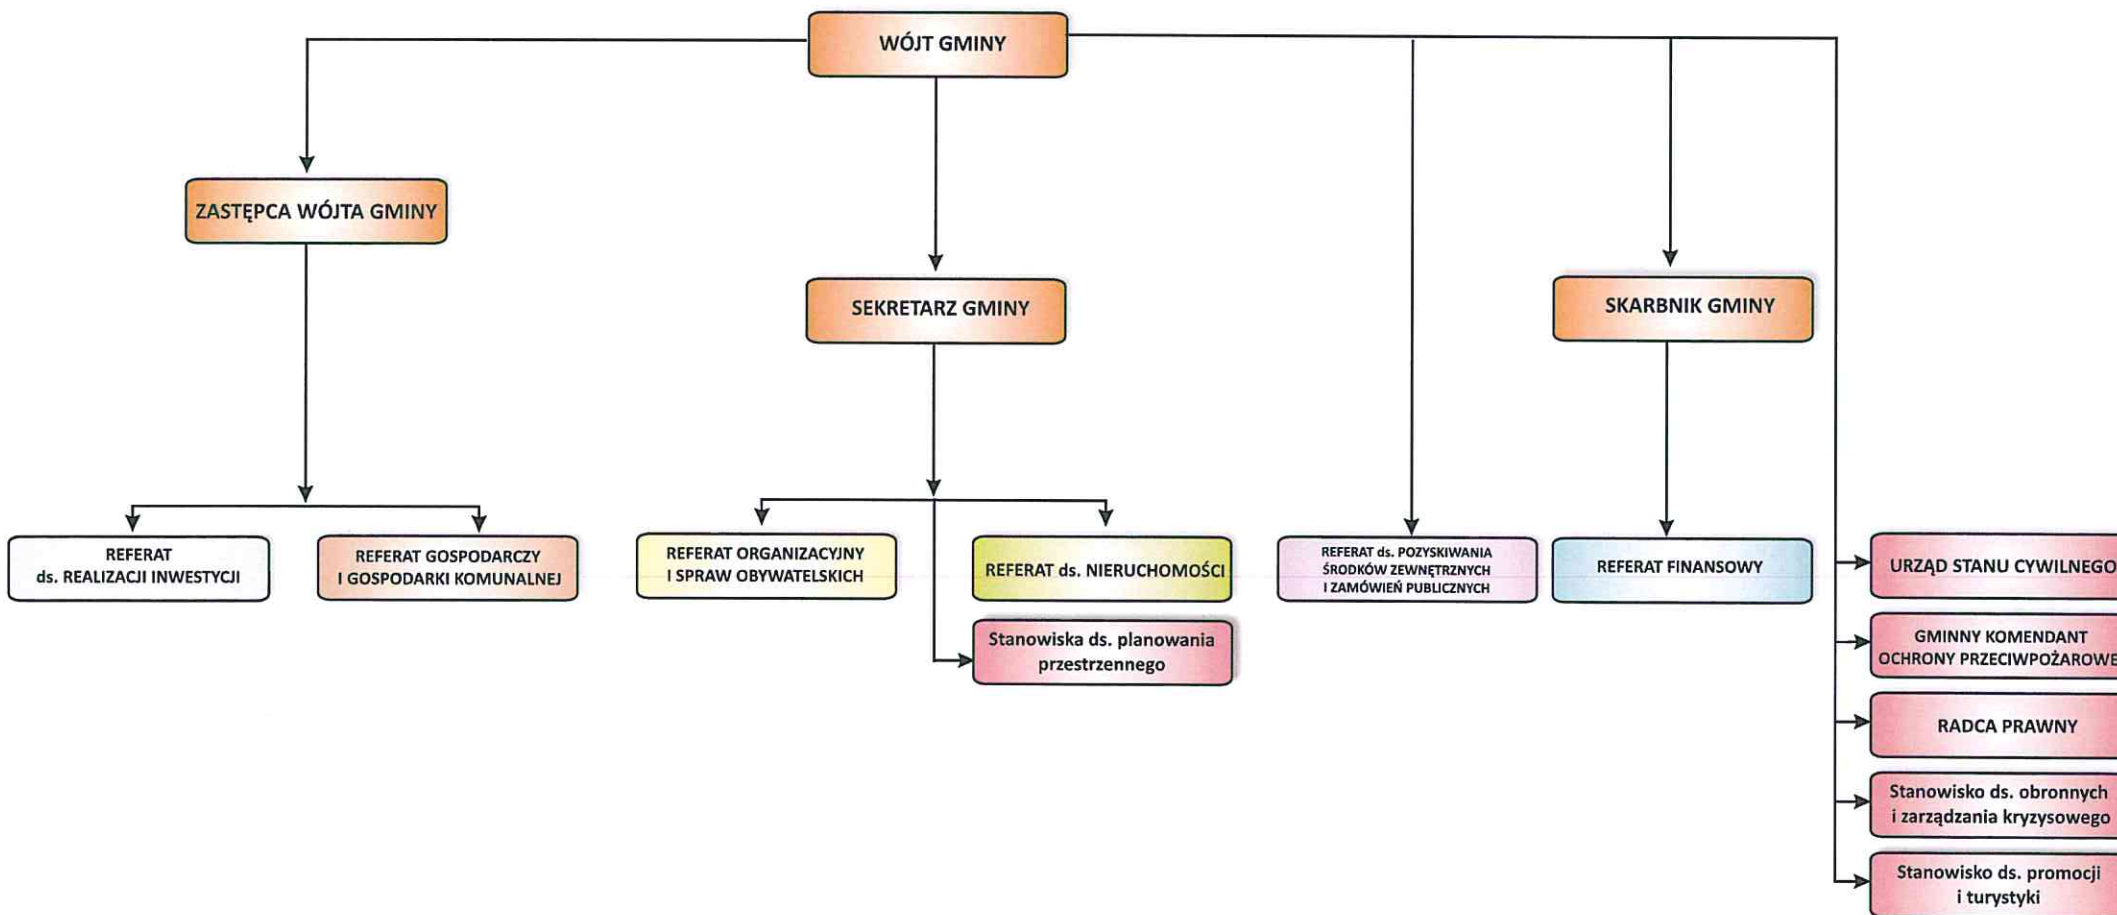 WÓJT GMINY
ZASTĘPCA WÓJTA GMINY
SEKRETARZ GMINY
SKARBNIK GMINY
REFERAT
ds. REALIZACJI INWESTYCJI
REFERAT GOSPODARCZY
I GOSPODARKI KOMUNALNEJ
REFERAT ORGANIZACYJNY
I SPRAW OBYWATELSKICH
REFERAT ds. NIERUCHOMOŚCI
Stanowiska ds. planowania
przestrzennego
REFERAT ds. POZYSKIWANIA
ŚRODKÓW ZEWNĘTRZNYCH
I ZAMÓWIEŃ PUBLICZNYCH
REFERAT FINANSOWY
URZĄD STANU CYWILNEGO
GMINNY KOMENDANT
OCHRONY PRZECIWPOŻAROWE
RADCA PRAWNY
Stanowisko ds. obronnych
i zarządzania kryzysowego
Stanowisko ds. promocji
i turystyki